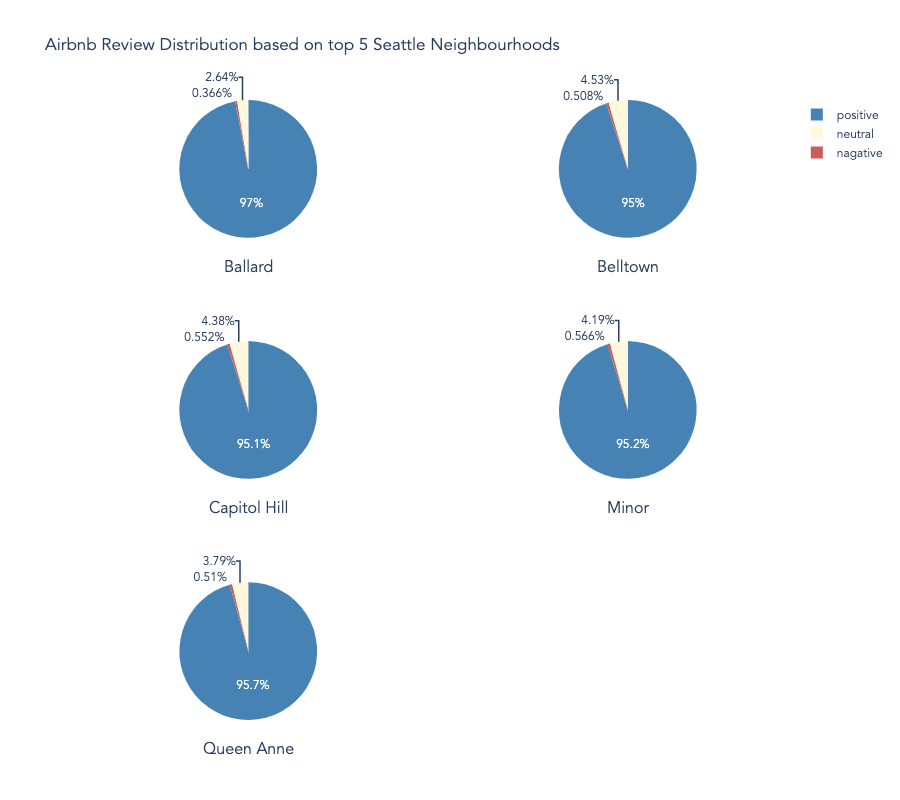 Airbnb Review Distribution based on top 5 Seattle Neighbourhoods
2.64%
0.366%
97%
Ballard
4.53%
0.508%
95%
Belltown
positive
neutral
nagative
4.38%
0.552%
95.1%
Capitol Hill
4.19%
0.566%
95.2%
Minor
3.79%
0.51%
95.7%
Queen Anne